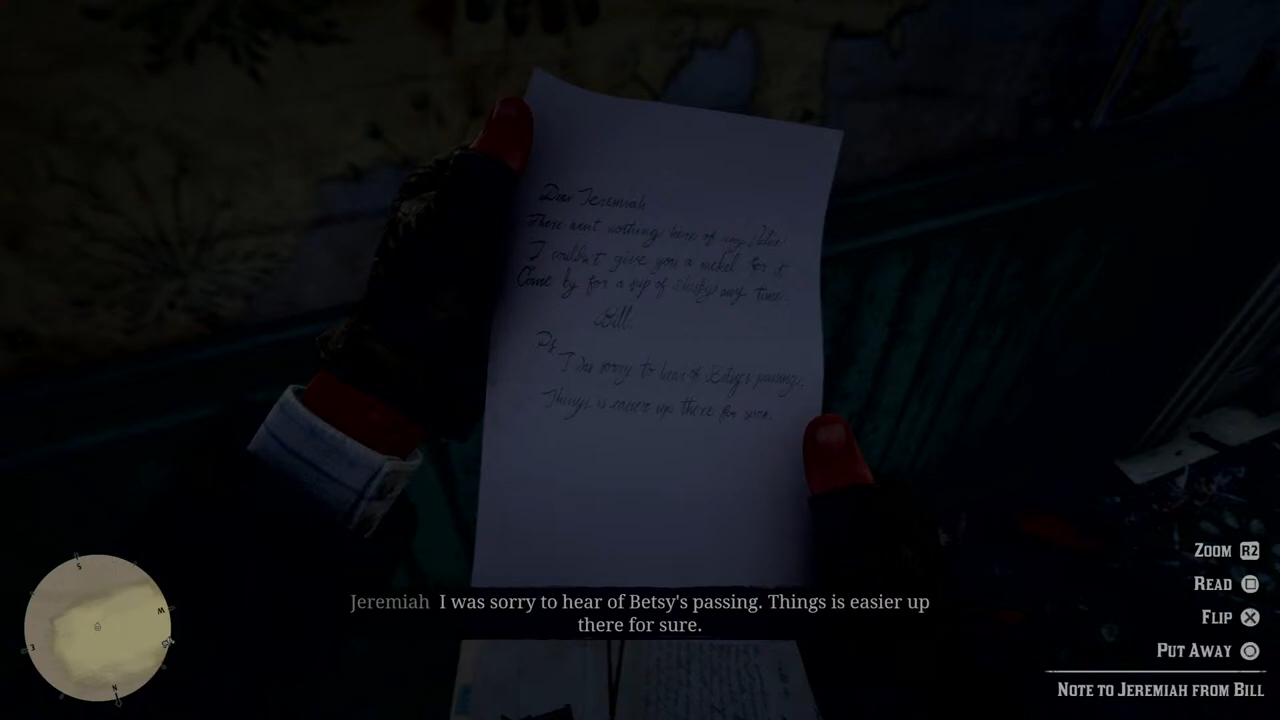 Dear Jeremiah
There aint nothing here of any Value
I couldn't give you a nickel for it
Come by for a sup of whisky any time.
Bill.
Ps.
I was sorry to hear of Betsy's passing.
Things is easier up there for sure.
Jeremiah I was sorry to hear of Betsy's passing. Things is easier up
there for sure.
ZOOM R2
READ
FLIP
PUT AWAY
NOTE TO JEREMIAH FROM BILL
S
W
E
N